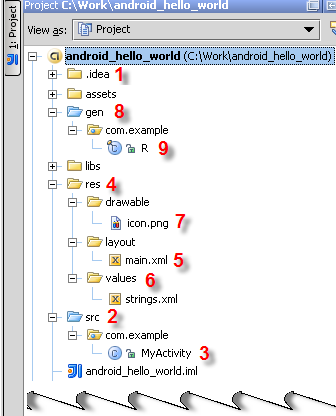 Project C:\Work\android_hello_world
1: Project
View as: Project
android_hello_world (C:\Work\android_hello_world)
.idea 1
assets
gen 8
com.example
R 9
libs
res 4
drawable
icon.png 7
layout
main.xml 5
values 6
strings.xml
src 2
com.example
MyActivity 3
android_hello_world.iml